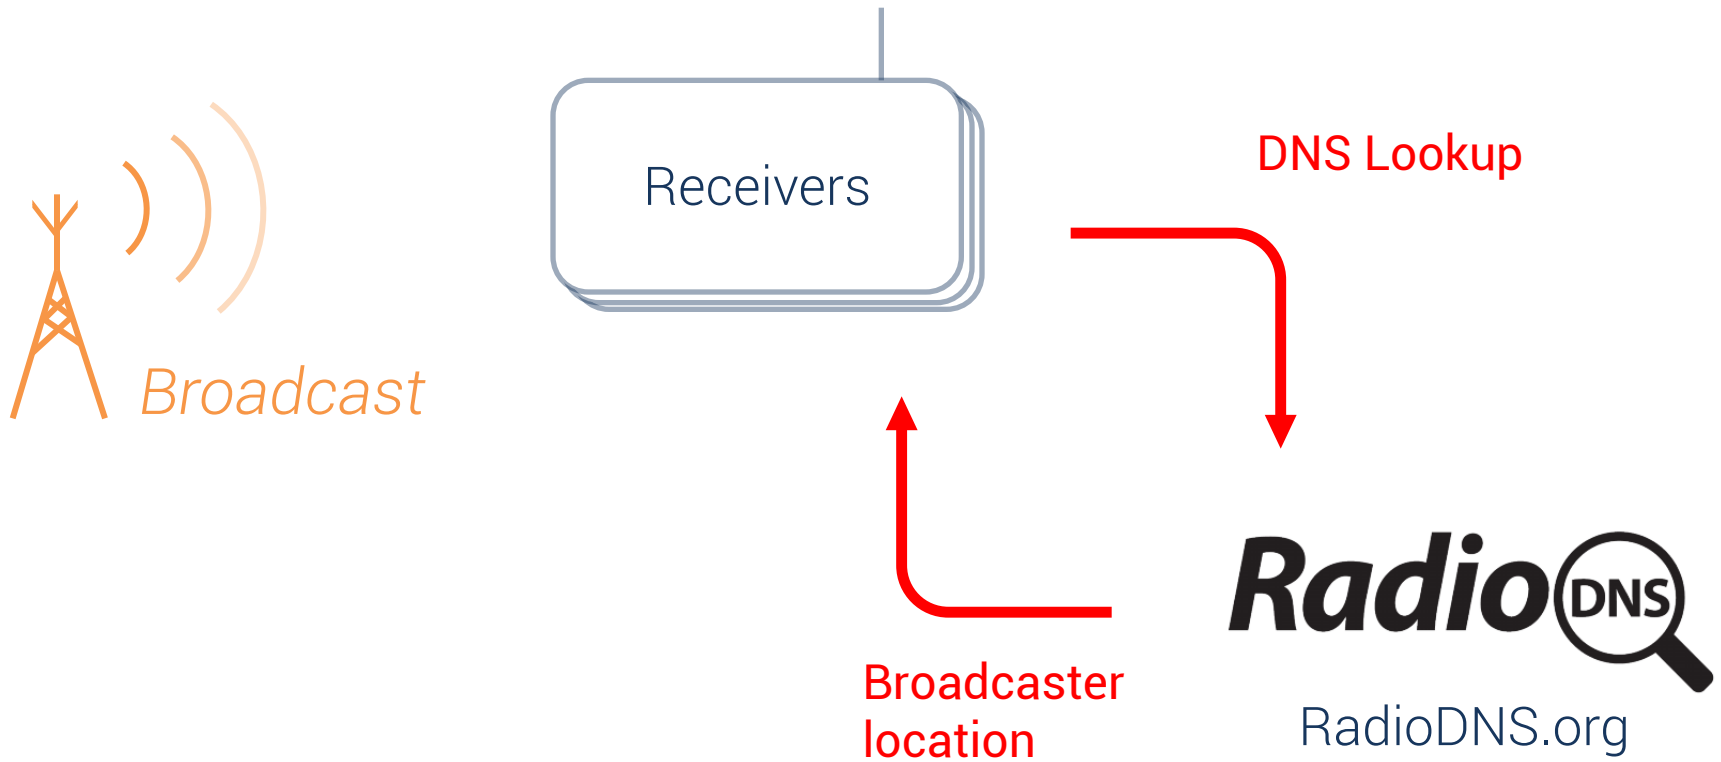 Receivers
DNS Lookup
Broadcast
RadioDNS
Broadcaster
location
RadioDNS.org